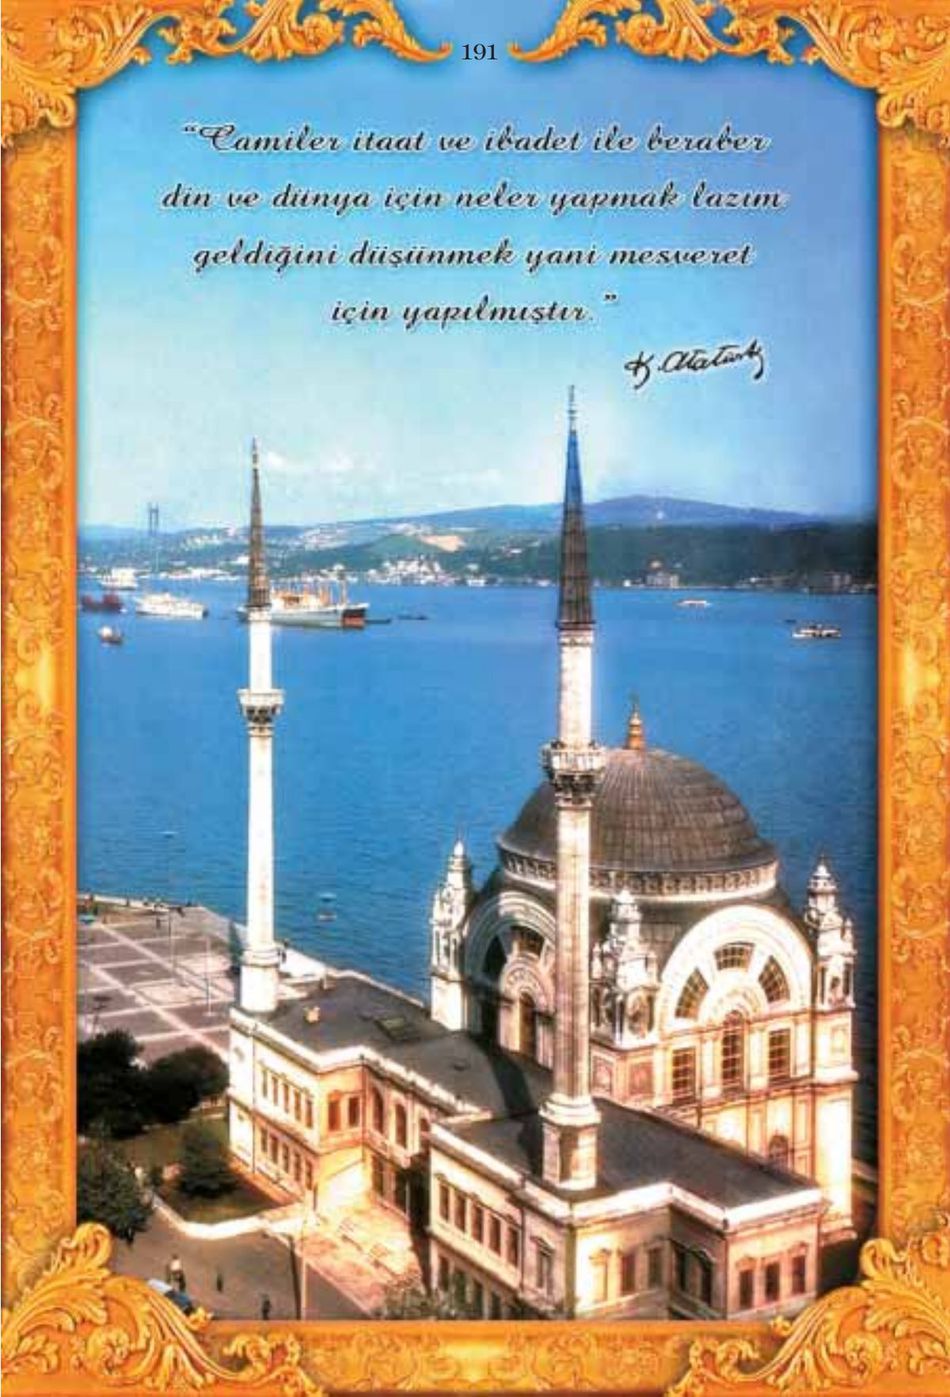 191
“Camiler itaat ve ibadet ile beraber
din ve dünya için neler yapmak lazım
geldiğini düşünmek yani mesveret
için yapılmıştır.”
K. Atatürk